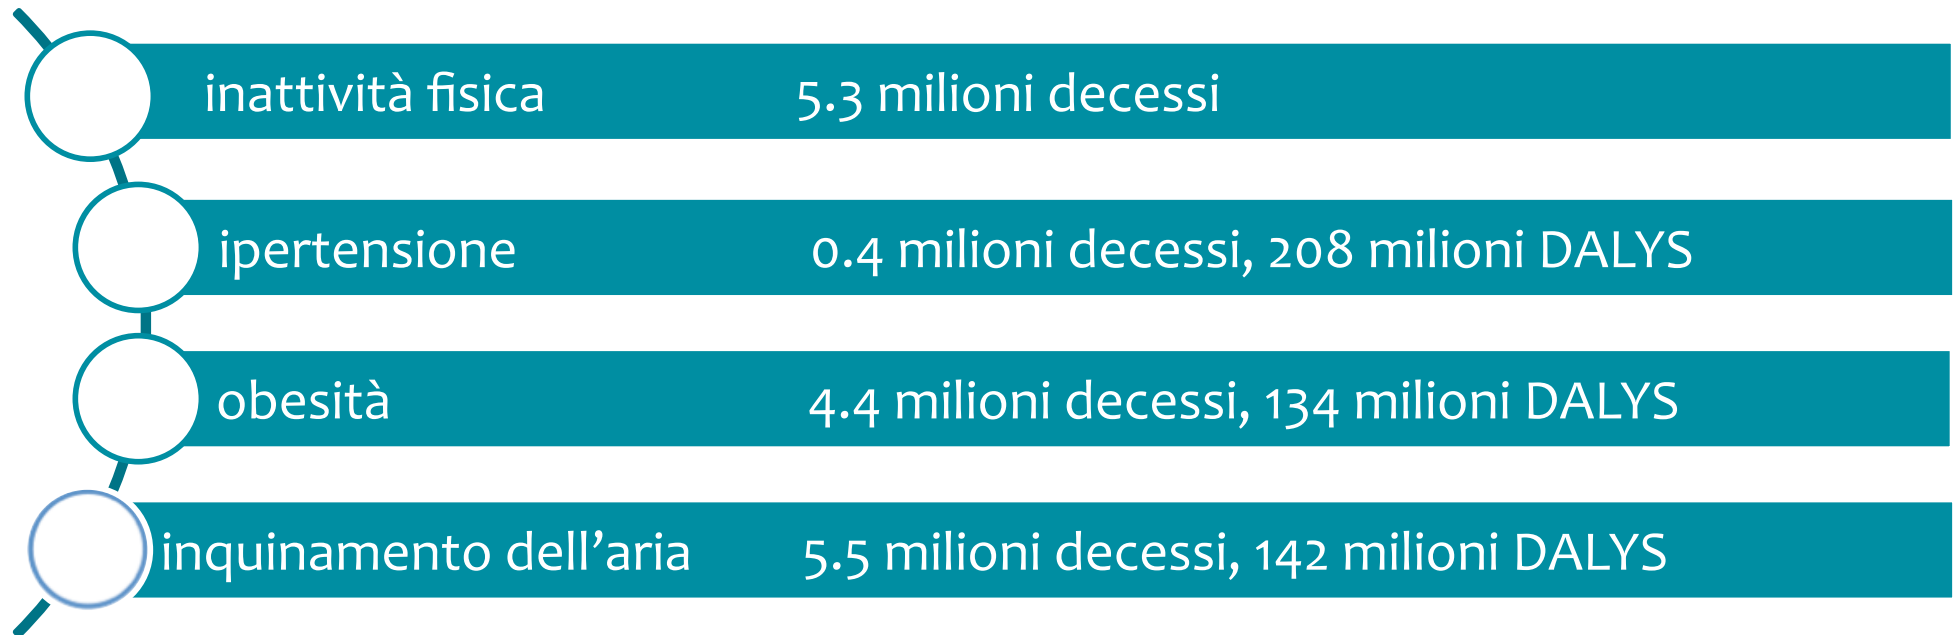 inattività fisica 5.3 milioni decessi
ipertensione 0.4 milioni decessi, 208 milioni DALYS
obesità 4.4 milioni decessi, 134 milioni DALYS
inquinamento dell’aria 5.5 milioni decessi, 142 milioni DALYS